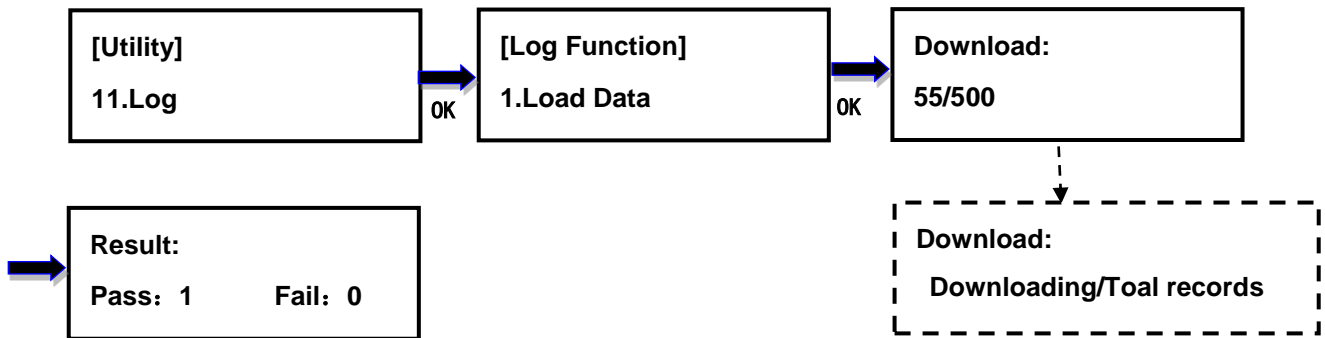 [Utility]
11.Log
OK
[Log Function]
1.Load Data
OK
Download:
55/500
Result:
Pass：1 Fail：0
Download:
Downloading/Toal records